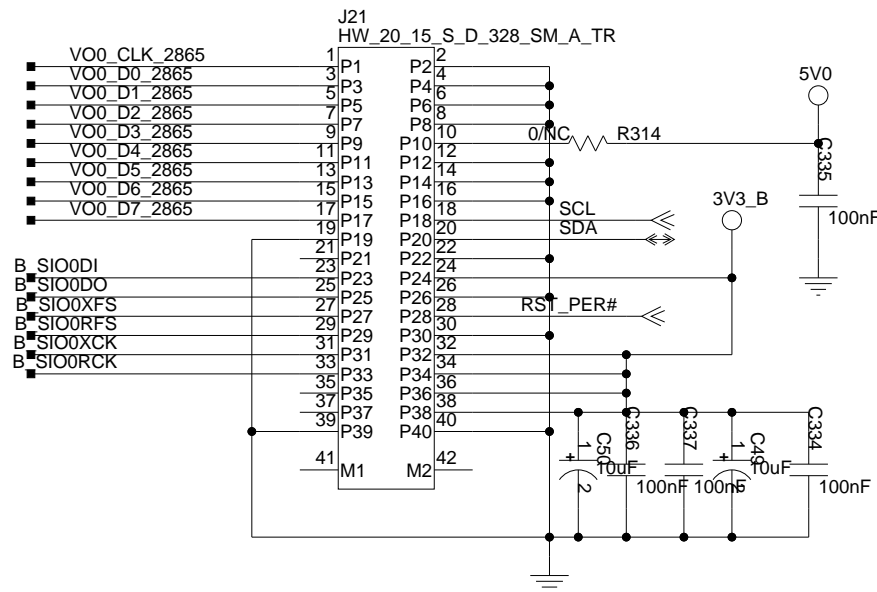 J21
HW_20_15_S_D_328_SM_A_TR
VO0_CLK_2865 1 P1 P2 2
VO0_D0_2865 3 P3 P4 4
VO0_D1_2865 5 P5 P6 6
VO0_D2_2865 7 P7 P8 8
VO0_D3_2865 9 P9 P10 10 0/NC R314
VO0_D4_2865 11 P11 P12 12
VO0_D5_2865 13 P13 P14 14
VO0_D6_2865 15 P15 P16 16
VO0_D7_2865 17 P17 P18 18 SCL
19 P19 P20 20 SDA
21 P21 P22 22
B_SIO0DI 23 P23 P24 24
B_SIO0DO 25 P25 P26 26
B_SIO0XFS 27 P27 P28 28 RST_PER#
B_SIO0RFS 29 P29 P30 30
B_SIO0XCK 31 P31 P32 32
B_SIO0RCK 33 P33 P34 34
35 P35 P36 36
37 P37 P38 38
39 P39 P40 40
41 M1 M2 42
5V0
C335
100nF
3V3_B
C50 C336 C337 C49 C334
1 1
+ 10uF + 10uF
2 100nF 100nF 2 100nF